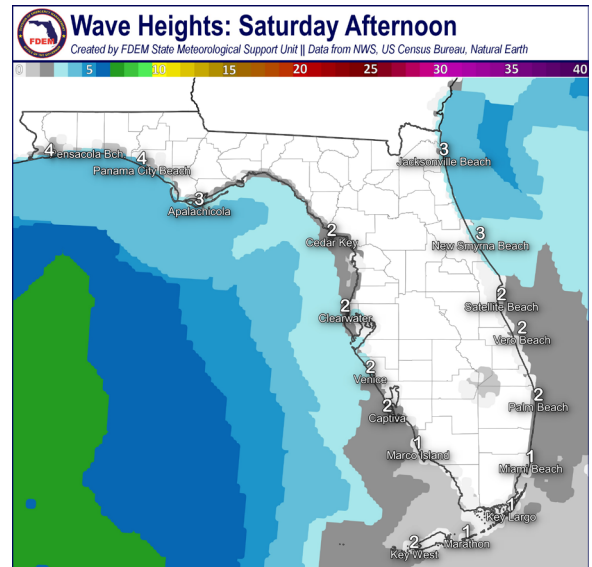 FDEM
Wave Heights: Saturday Afternoon
Created by FDEM State Meteorological Support Unit || Data from NWS, US Census Bureau, Natural Earth
0 5 10 15 20 25 30 35 40
4
Pensacola Bch
4
Panama City Beach
3
Apalachicola
3
Jacksonville Beach
2
Cedar Key
3
New Smyrna Beach
2
Satellite Beach
2
Clearwater
2
Vero Beach
2
Venice
2
Captiva
2
Palm Beach
1
Marco Island
1
Miami Beach
1
Key Largo
1
Marathon
2
Key West